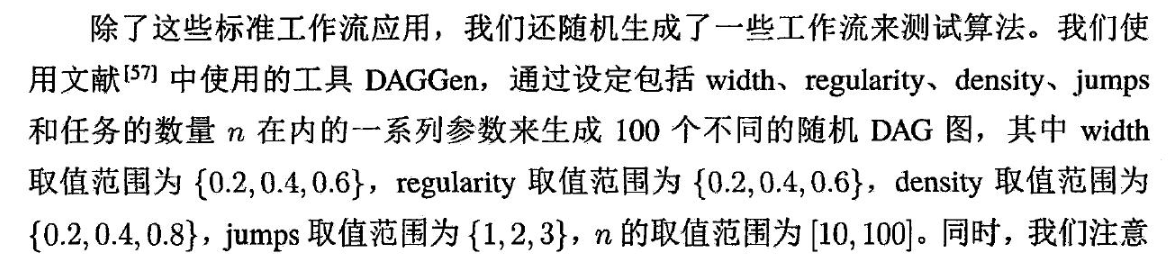 除了这些标准工作流应用，我们还随机生成了一些工作流来测试算法。我们使
用文献[57] 中使用的工具 DAGGen，通过设定包括 width、regularity、density、jumps
和任务的数量 n 在内的一系列参数来生成 100 个不同的随机 DAG 图，其中 width
取值范围为 {0.2, 0.4, 0.6}，regularity 取值范围为 {0.2, 0.4, 0.6}，density 取值范围为
{0.2, 0.4, 0.8}，jumps 取值范围为 {1, 2, 3}，n 的取值范围为 [10, 100]。同时，我们注意